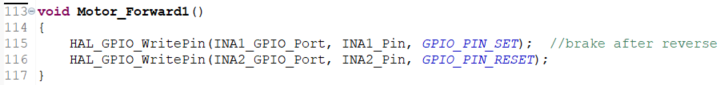 113 void Motor_Forward1()
114 {
115 HAL_GPIO_WritePin(INA1_GPIO_Port, INA1_Pin, GPIO_PIN_SET); //brake after reverse
116 HAL_GPIO_WritePin(INA2_GPIO_Port, INA2_Pin, GPIO_PIN_RESET);
117 }